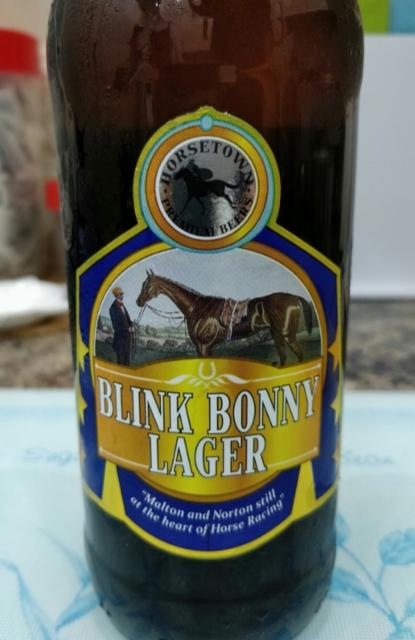 HORSETOWN
PREMIUM BEERS
BLINK BONNY
LAGER
"Malton and Norton still
at the heart of Horse Racing"